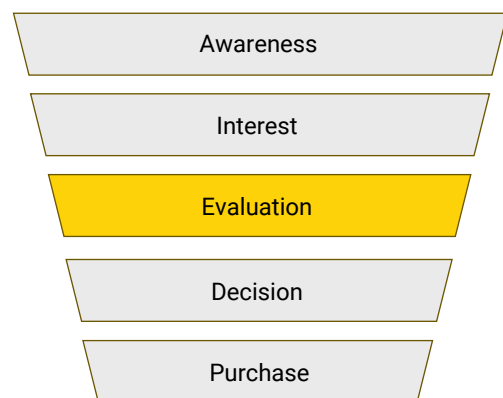 Awareness
Interest
Evaluation
Decision
Purchase